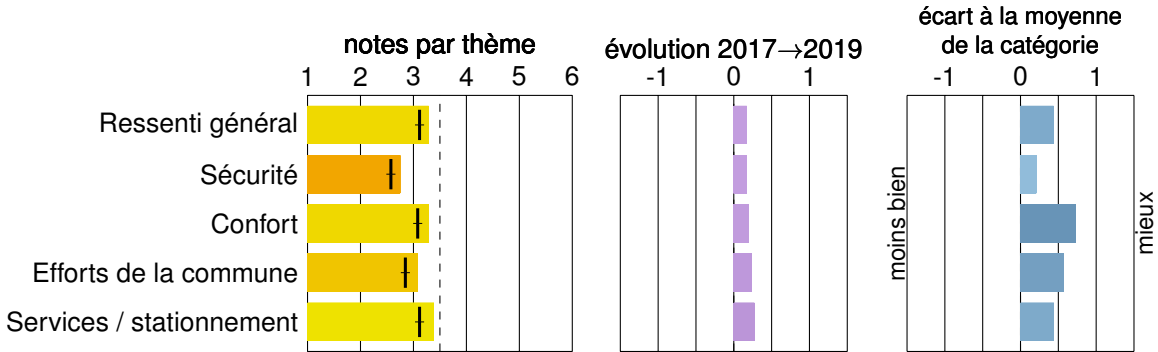 notes par thème
1 2 3 4 5 6
évolution 2017→2019
-1 0 1
écart à la moyenne
de la catégorie
-1 0 1
Ressenti général
Sécurité
Confort
Efforts de la commune
Services / stationnement
moins bien
mieux